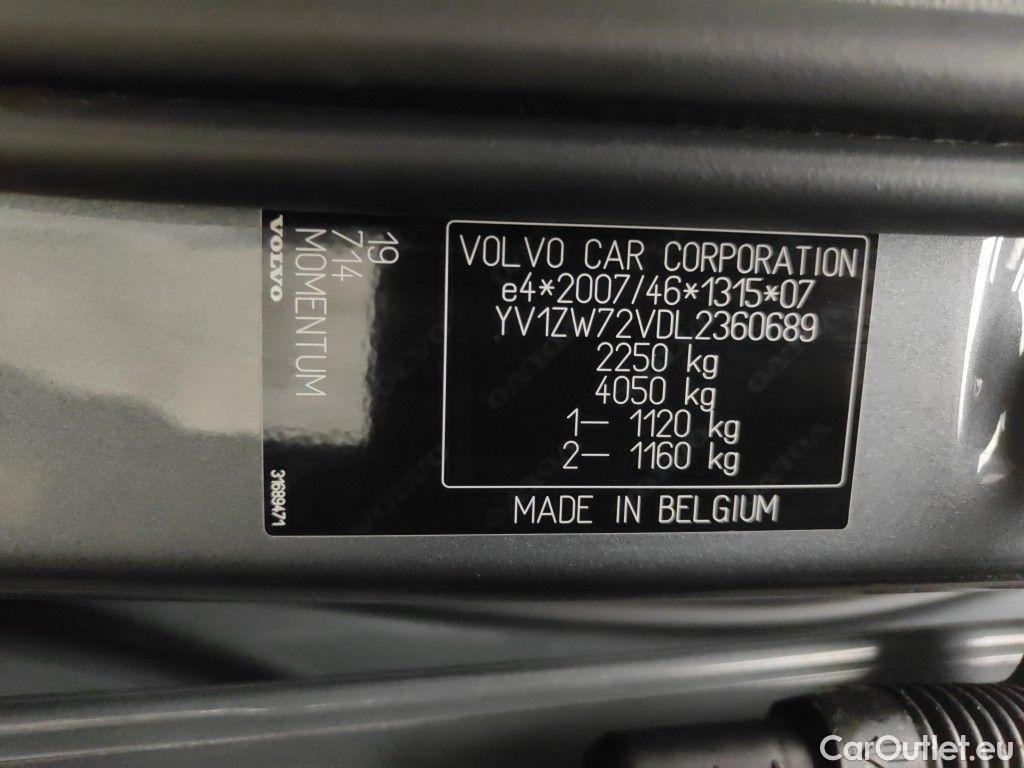 VOLVO
19
714
MOMENTUM
31689471
VOLVO CAR CORPORATION
e4*2007/46*1315*07
YV1ZW72VDL2360689
2250 kg
4050 kg
1— 1120 kg
2— 1160 kg
MADE IN BELGIUM
CarOutlet.eu